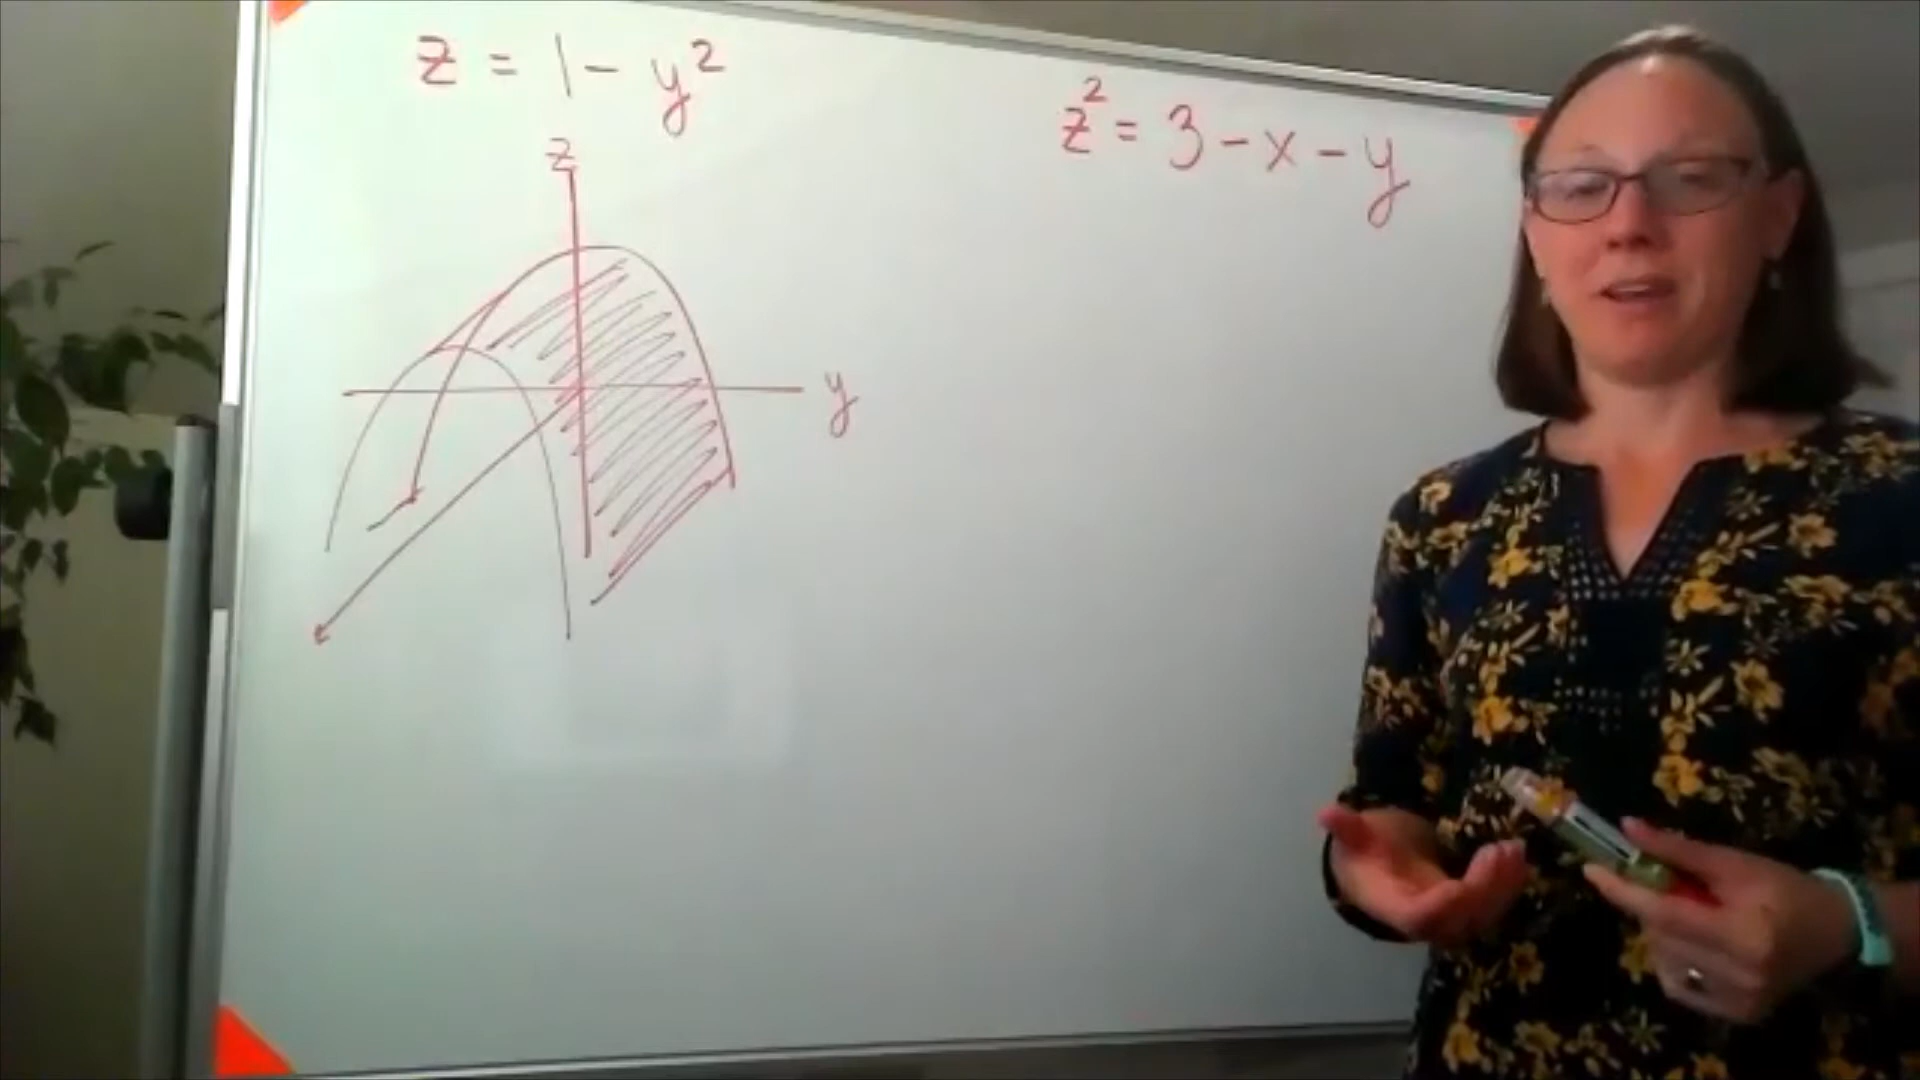 z = 1 - y²
z² = 3 - x - y
z
y